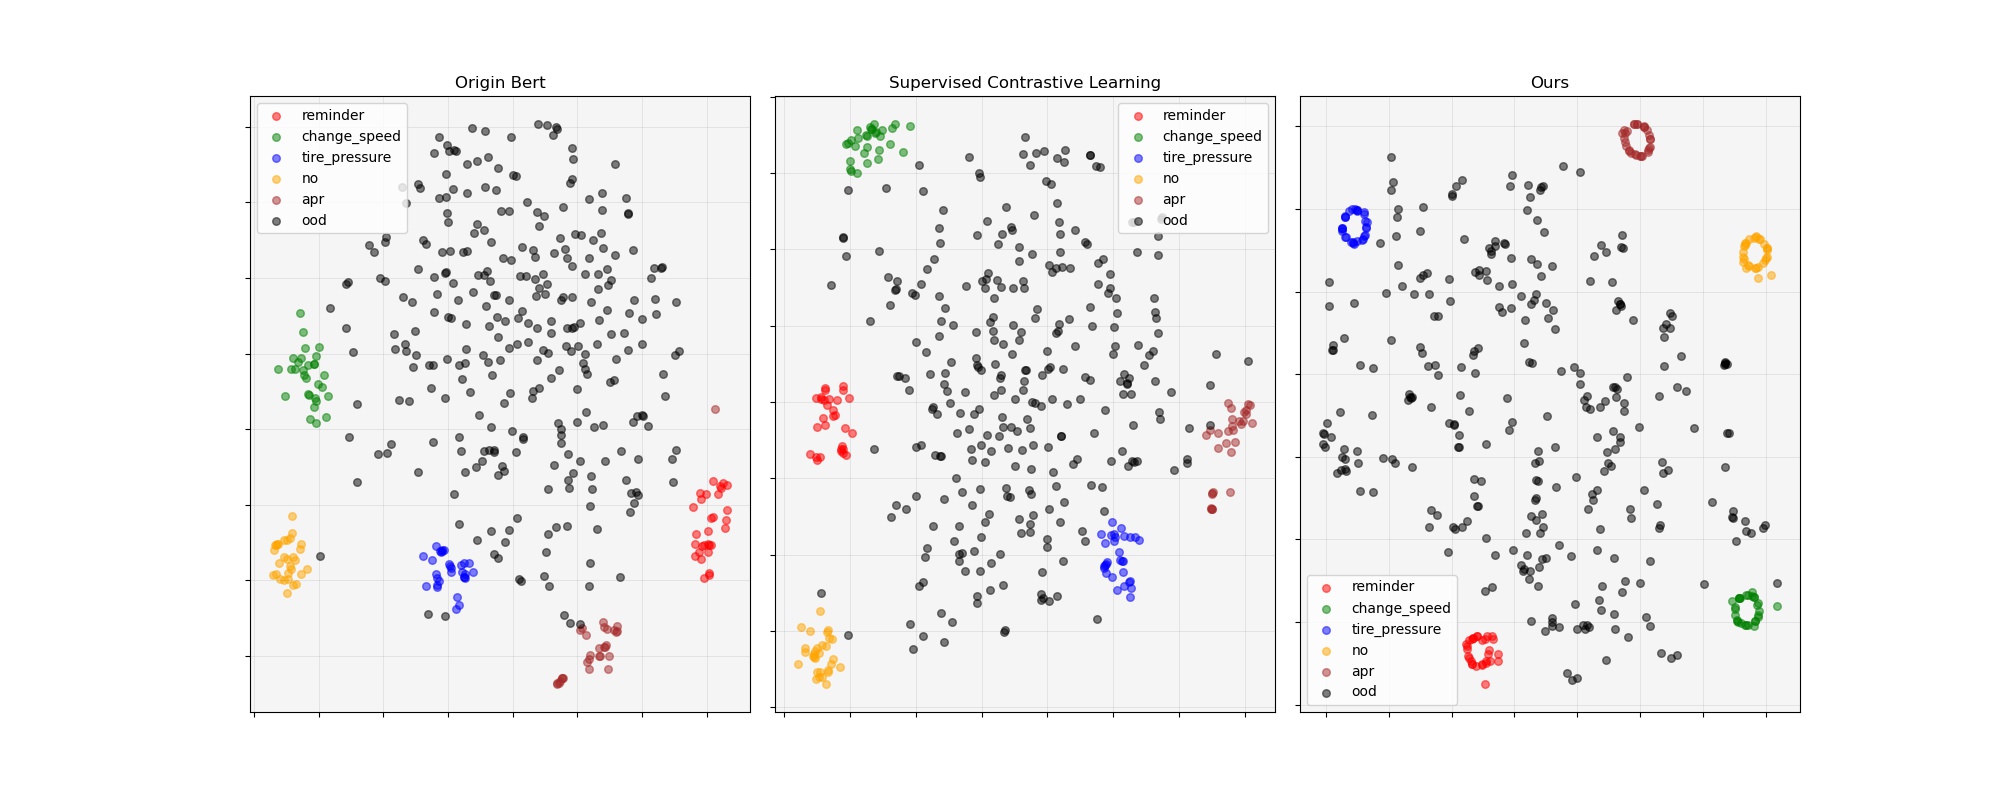 Origin Bert
reminder
change_speed
tire_pressure
no
apr
ood
Supervised Contrastive Learning
reminder
change_speed
tire_pressure
no
apr
ood
Ours
reminder
change_speed
tire_pressure
no
apr
ood